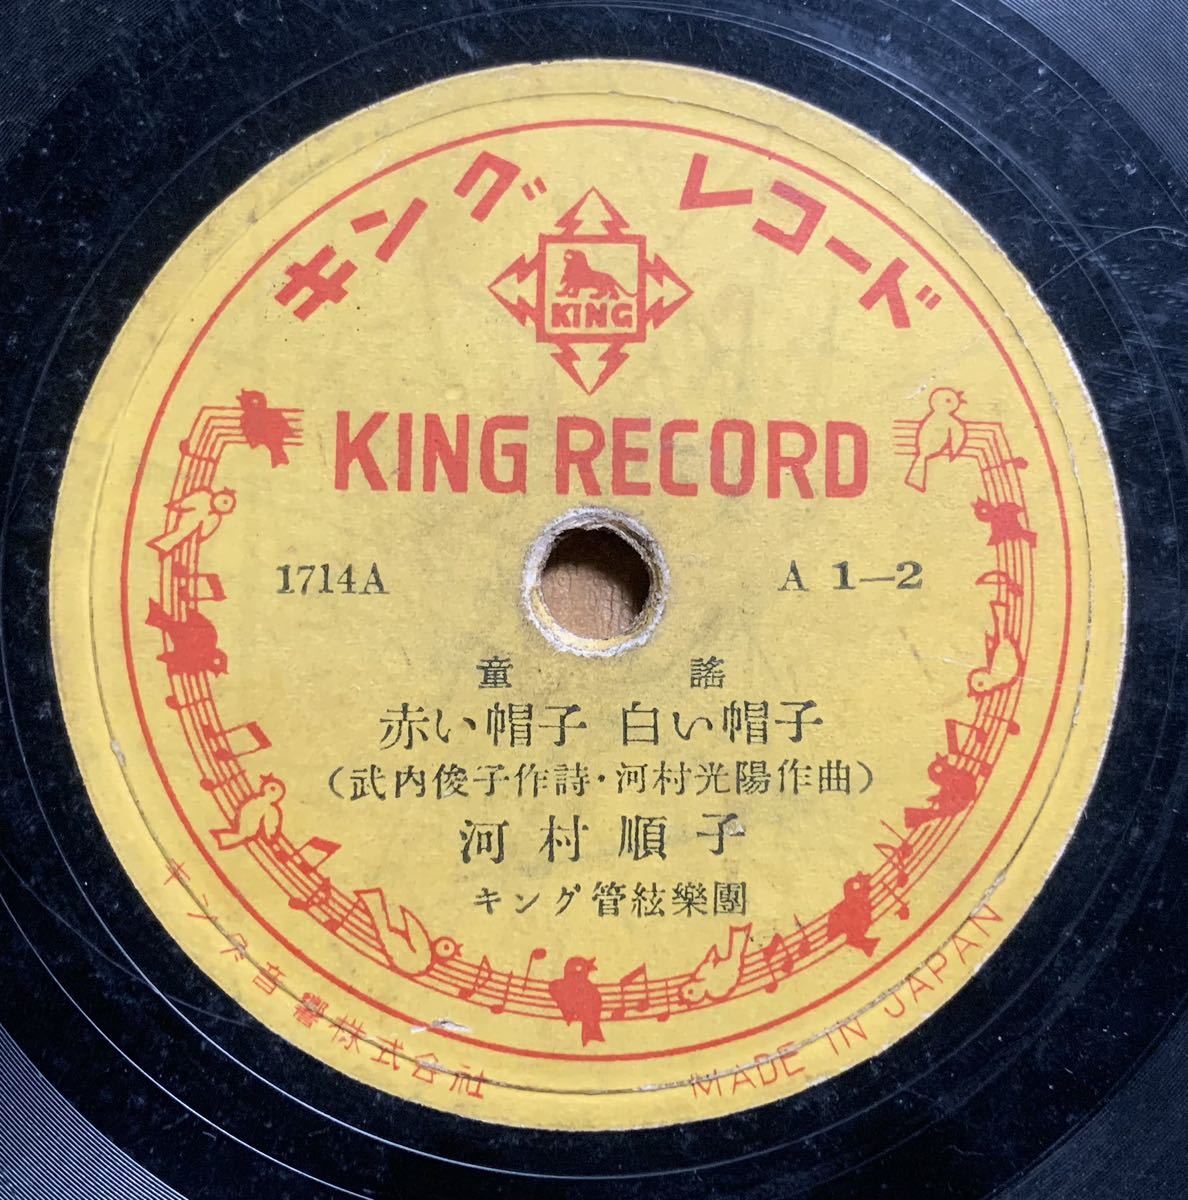 キング レコード
KING
KING RECORD
1714A
A 1—2
童謠
赤い帽子 白い帽子
(武内俊子作詩・河村光陽作曲)
河村順子
キング管絃樂團
キング音響株式会社
MADE IN JAPAN